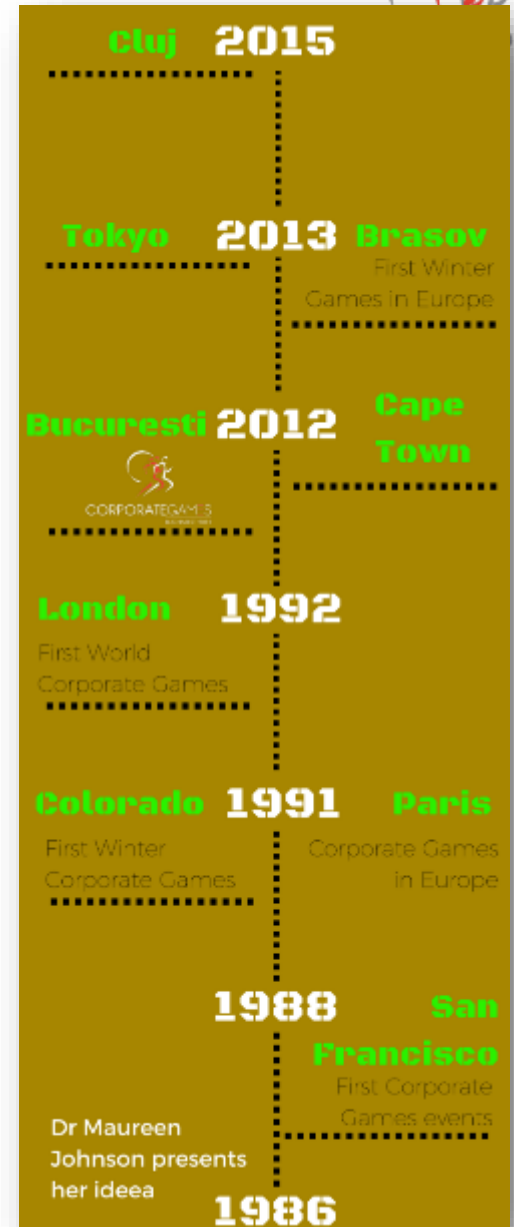 Cluj 2015
Tokyo 2013 Brasov
First Winter
Games in Europe
Bucuresti 2012 Cape
Town
CORPORATEGAMES
London 1992
First World
Corporate Games
Colorado 1991 Paris
First Winter
Corporate Games
Corporate Games
in Europe
1988 San
Francisco
First Corporate
Games events
Dr Maureen
Johnson presents
her ideea
1986